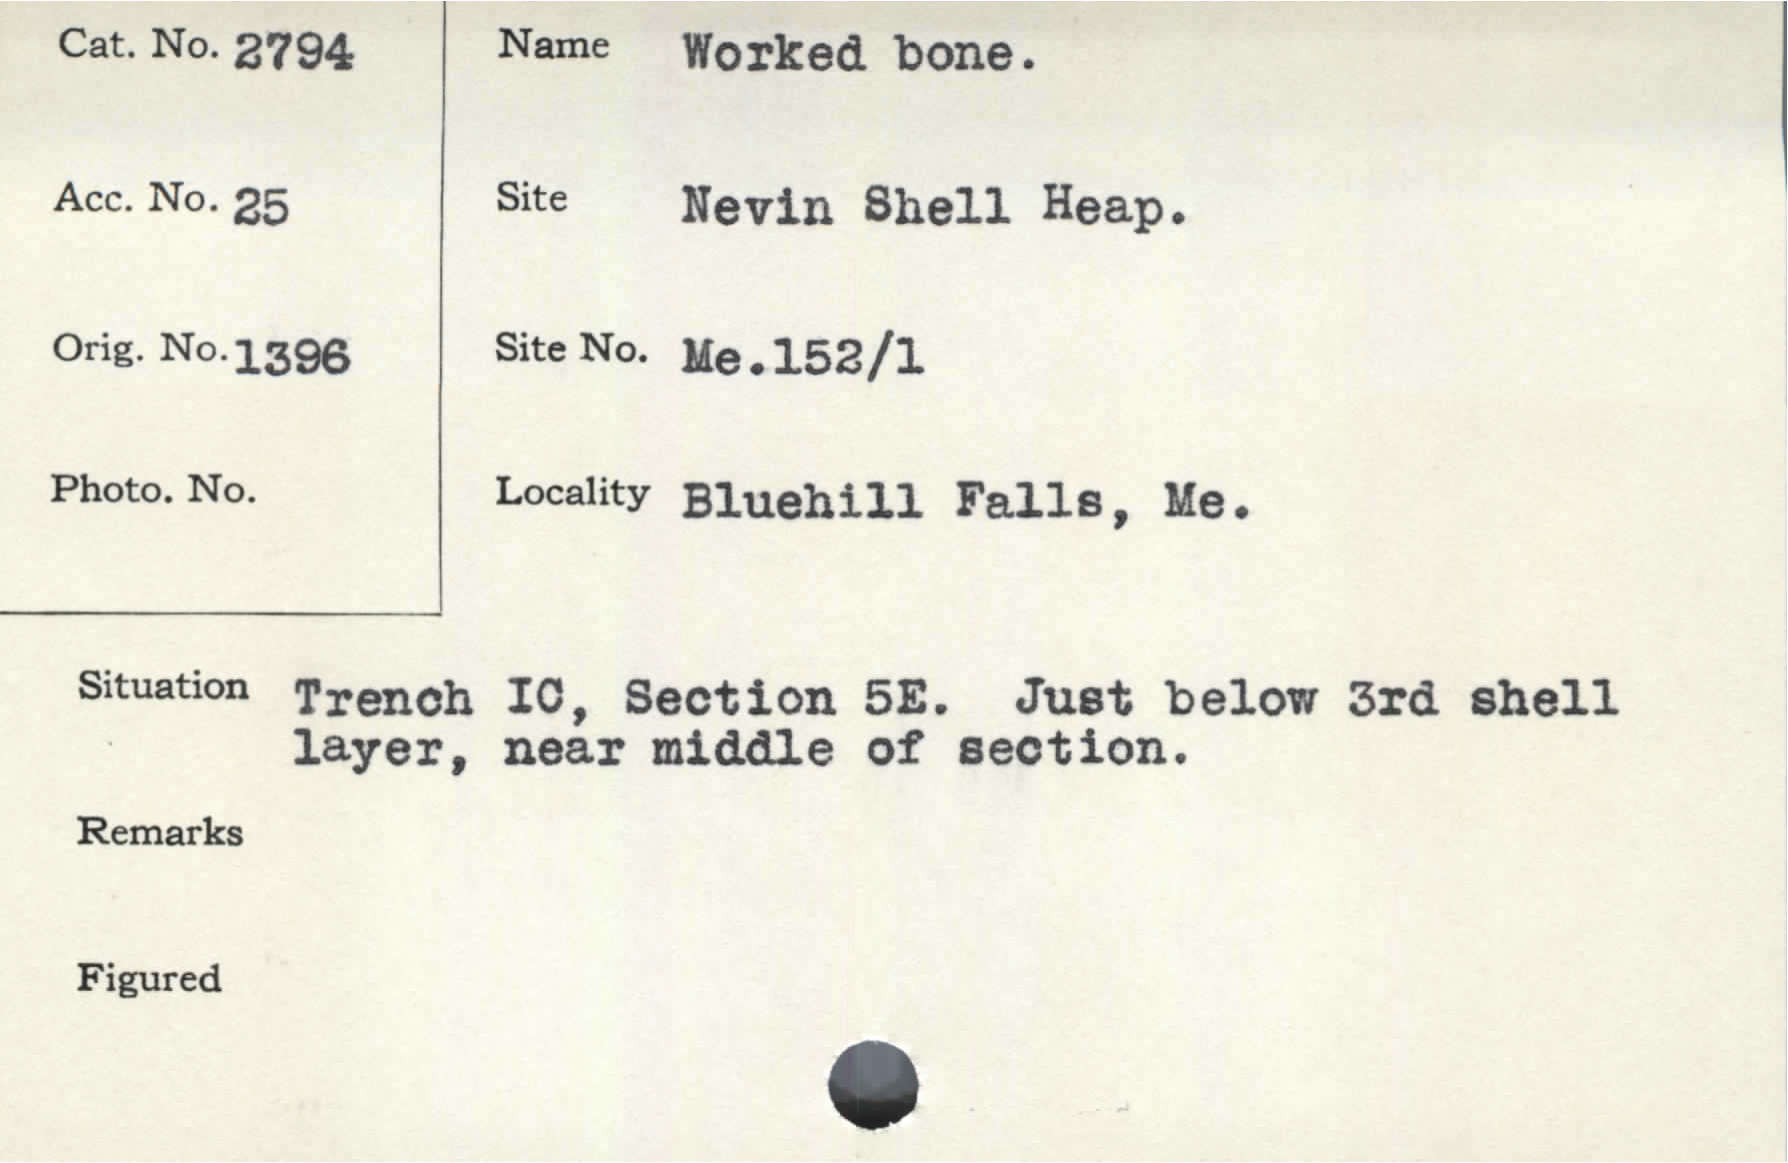 Cat. No. 2794
Name Worked bone.
Acc. No. 25
Site Nevin Shell Heap.
Orig. No. 1396
Site No. Me.152/1
Photo. No.
Locality Bluehill Falls, Me.
Situation Trench IC, Section 5E. Just below 3rd shell
layer, near middle of section.
Remarks
Figured